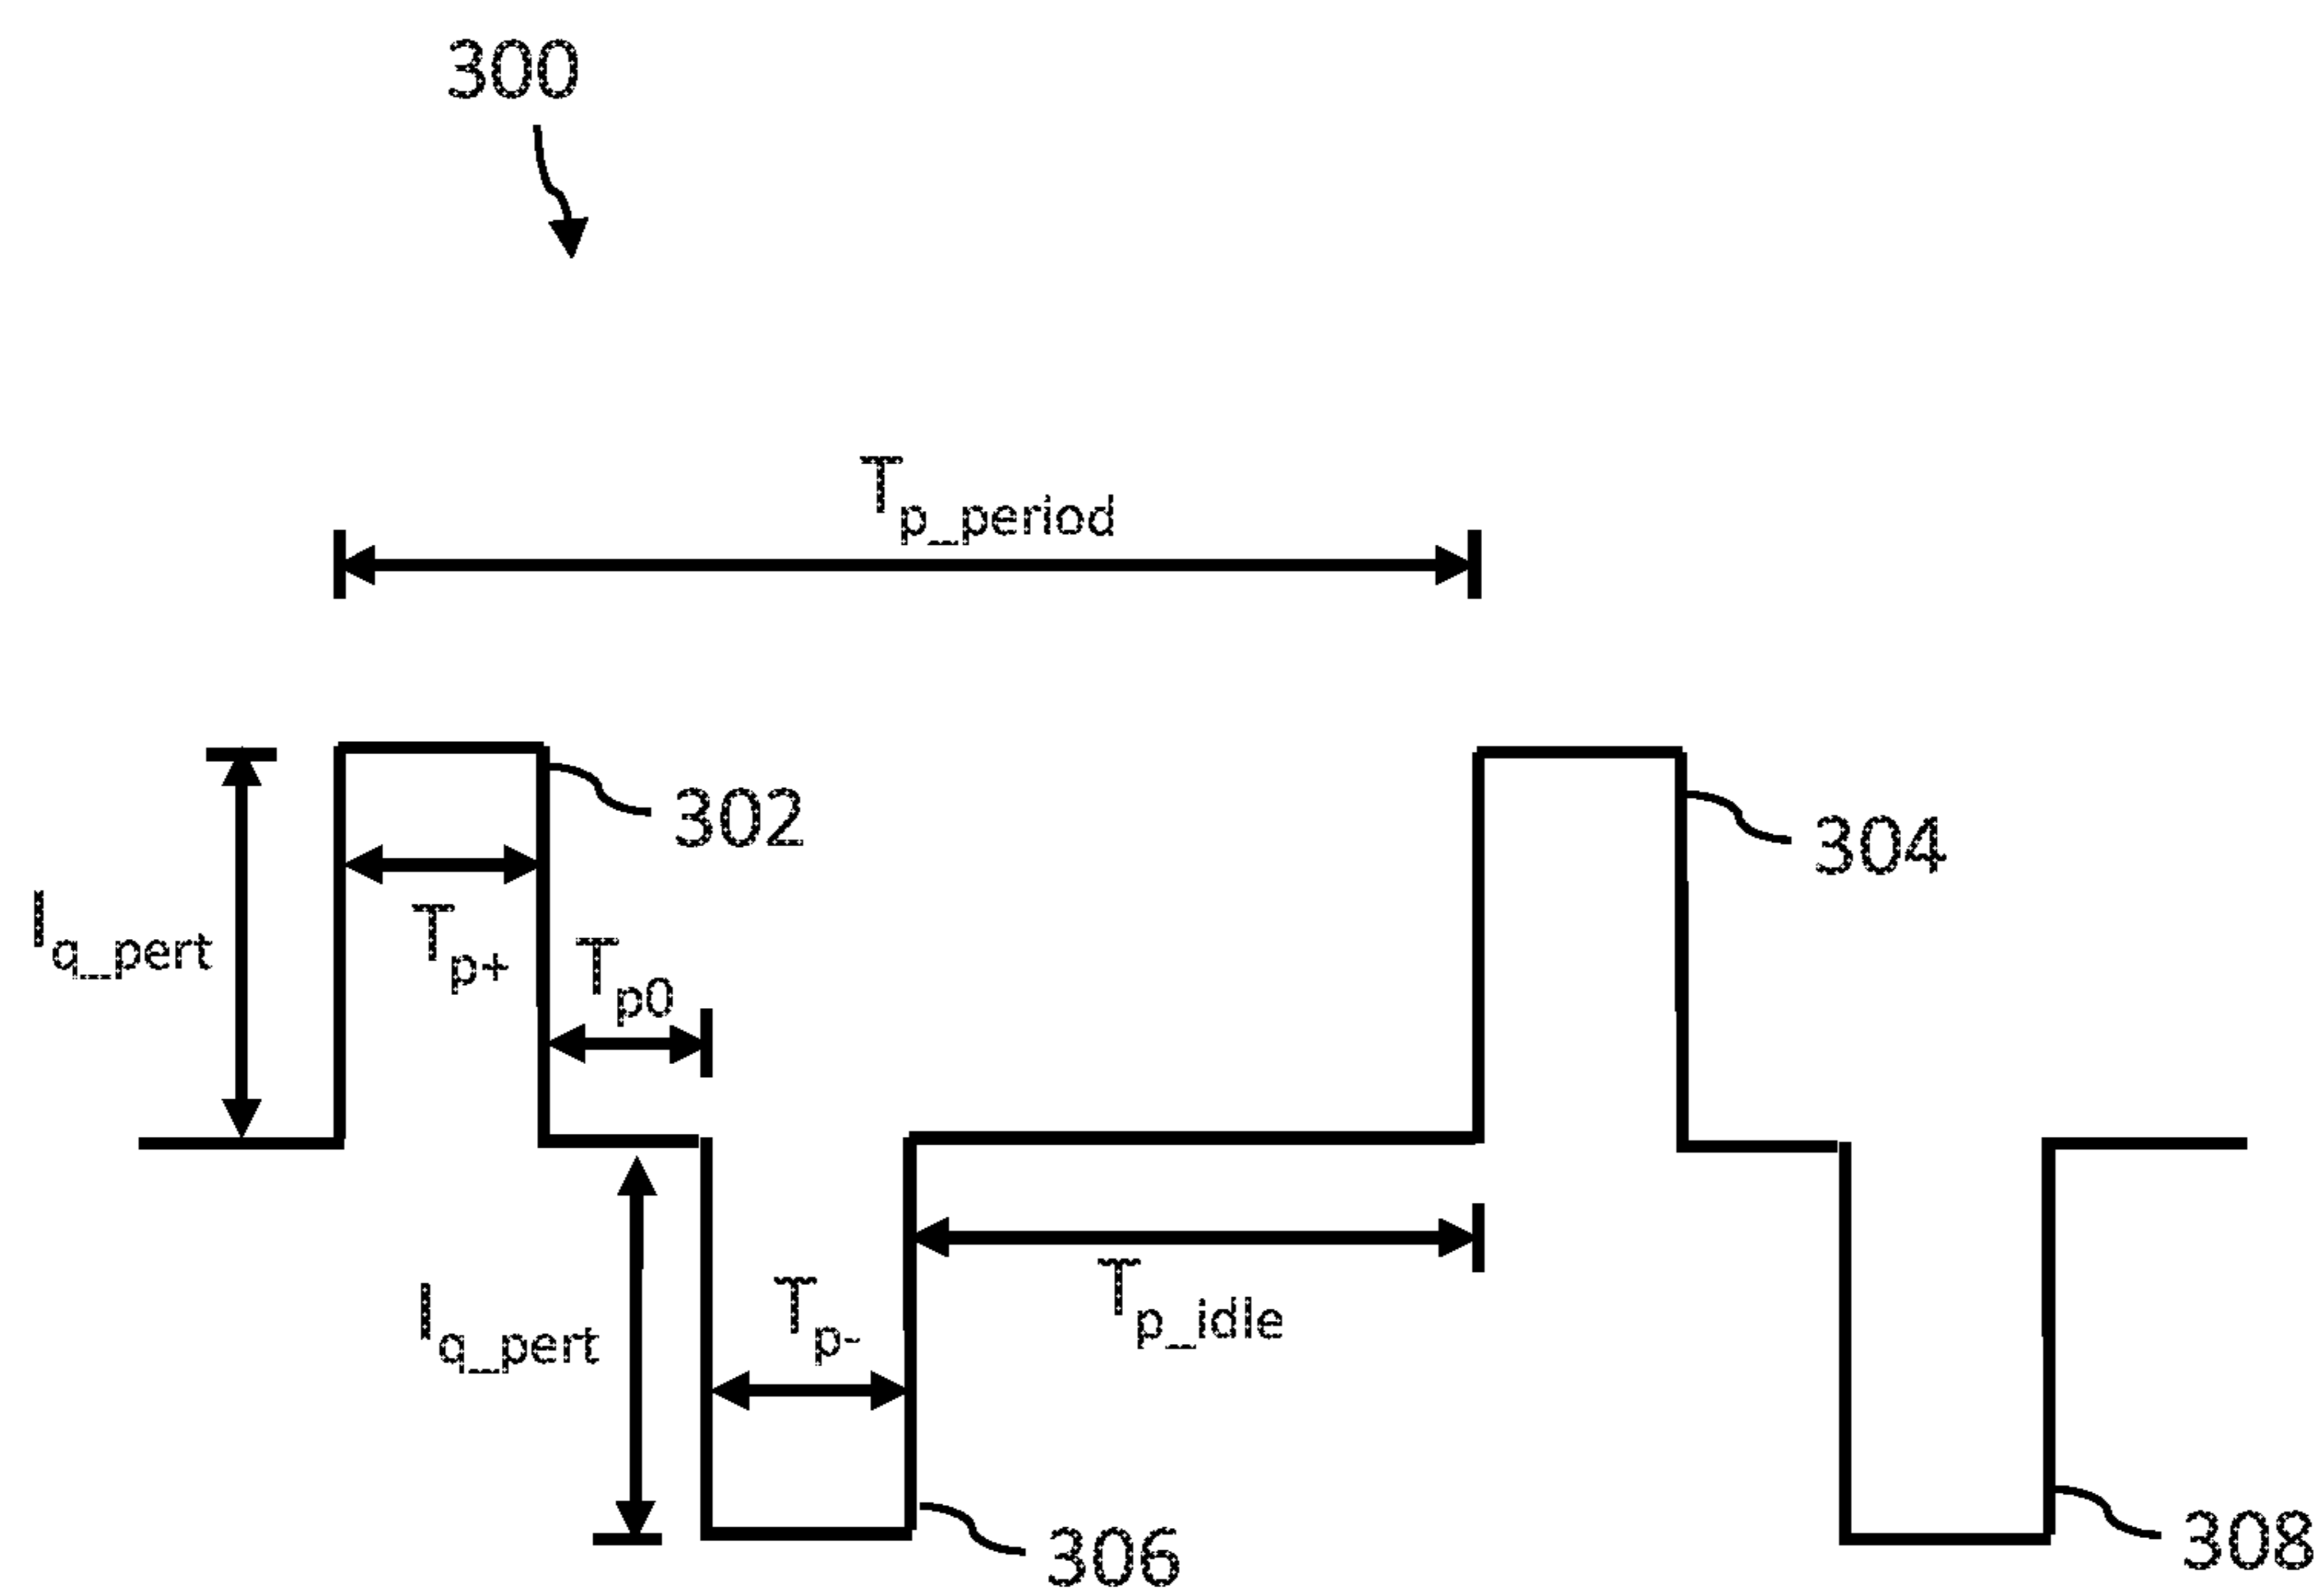 300
Tp_period
302
304
Iq_pert
Tp+
Tp0
Iq_pert
Tp-
Tp_idle
306
308